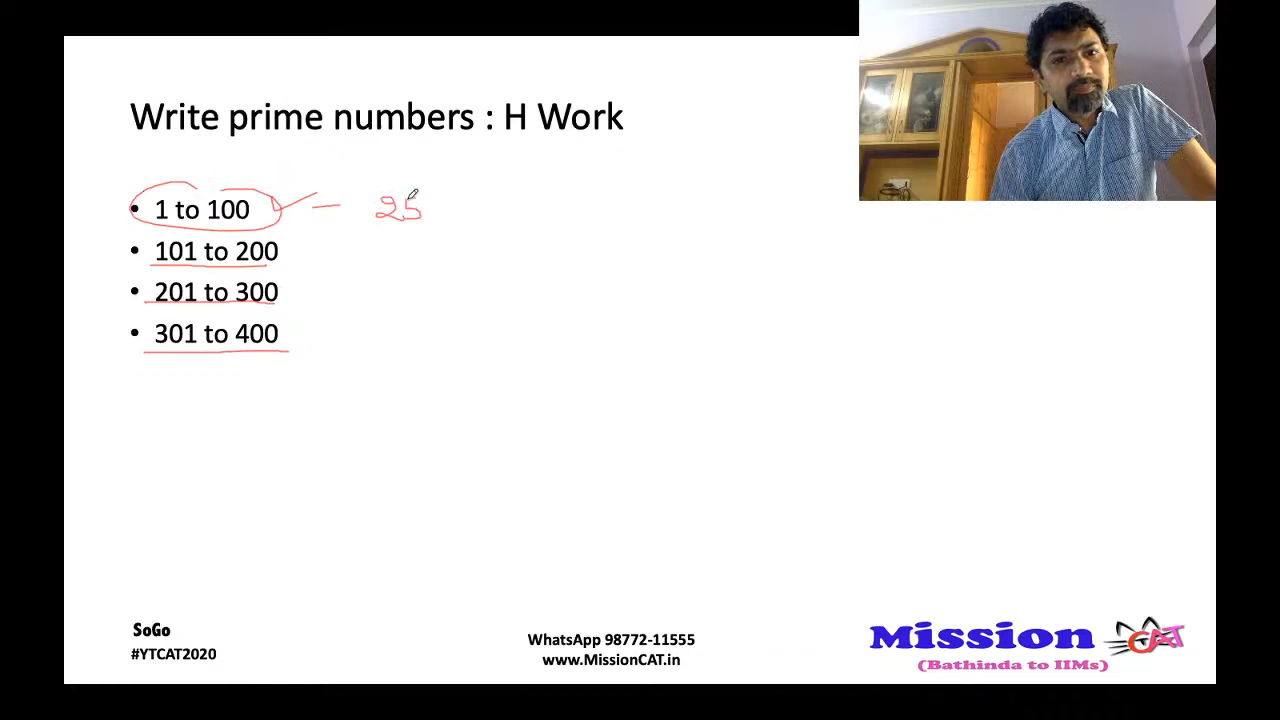 Write prime numbers : H Work
• 1 to 100 — 25
• 101 to 200
• 201 to 300
• 301 to 400
SoGo
#YTCAT2020
WhatsApp 98772-11555
www.MissionCAT.in
Mission CAT
(Bathinda to IIMs)